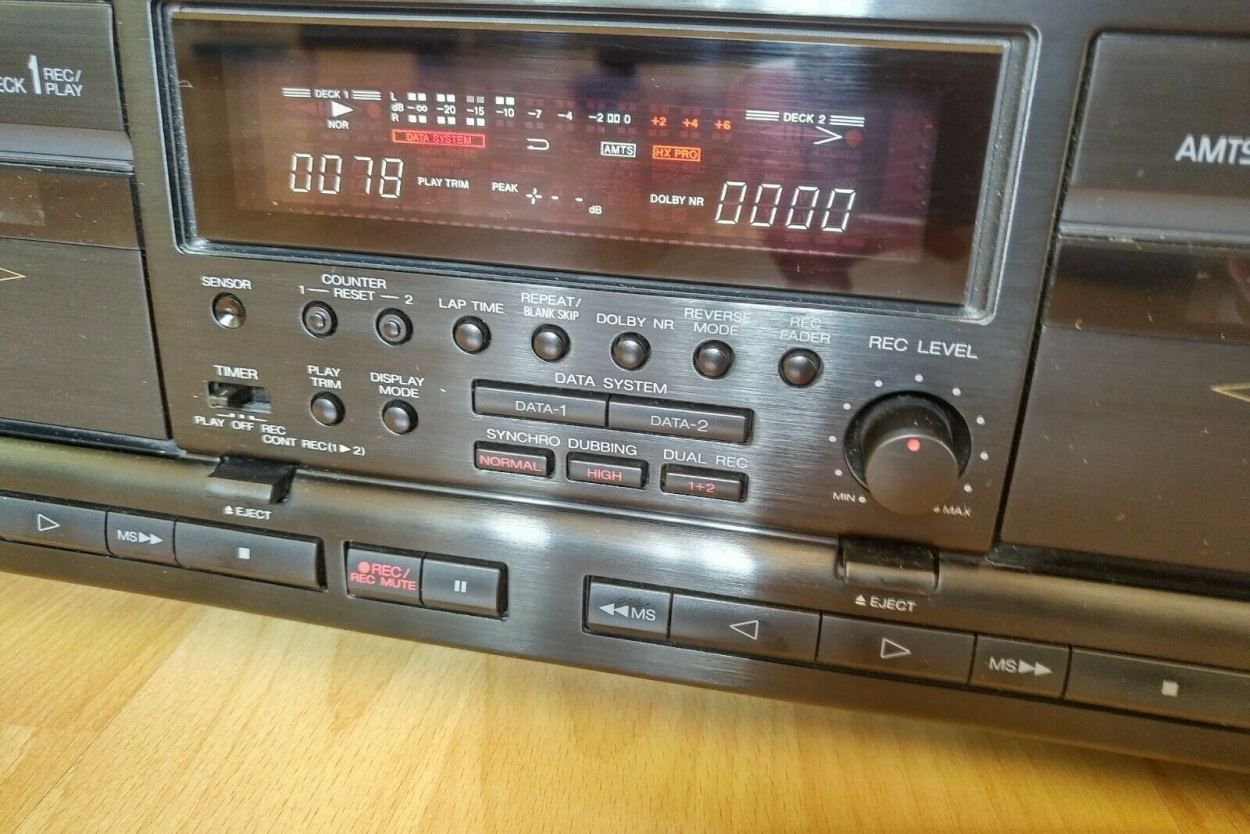 DECK 1 REC/
PLAY
AMTS
DECK 1
NOR
L
dB -∞ -20 -15 -10 -7 -4 -2 0 +2 +4 +6
R
DECK 2
DATA SYSTEM
HIGH SPEED
AMTS
HX PRO
0078
PLAY TRIM
PEAK
+--
dB
DOLBY NR
0000
SENSOR
COUNTER
1 — RESET — 2
LAP TIME
REPEAT/
BLANK SKIP
DOLBY NR
REVERSE
MODE
REC
FADER
REC LEVEL
MIN
MAX
TIMER
PLAY OFF REC
CONT REC(1▶2)
PLAY
TRIM
DISPLAY
MODE
DATA SYSTEM
DATA-1
DATA-2
SYNCHRO DUBBING
NORMAL
HIGH
DUAL REC
1+2
▲EJECT
▷
MS▶▶
■
●REC/
REC MUTE
❚❚
▲EJECT
◀◀MS
◁
▷
MS▶▶
■